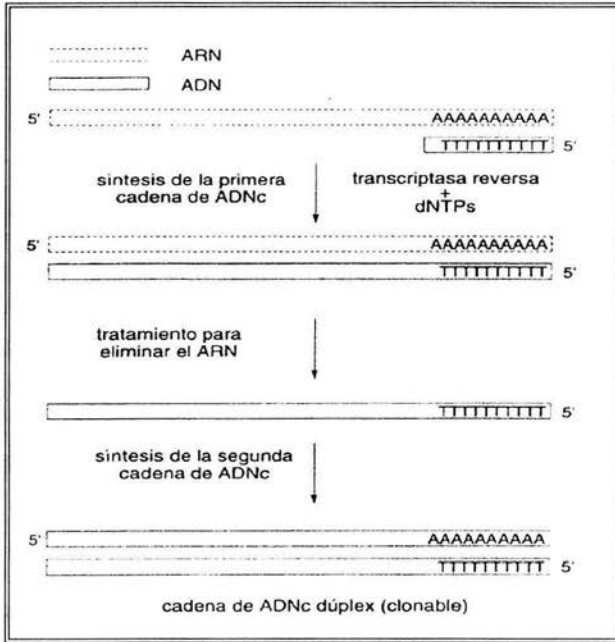 ARN
ADN
5' AAAAAAAAAA
TTTTTTTTTT 5'
síntesis de la primera
cadena de ADNc
transcriptasa reversa
+
dNTPs
5' AAAAAAAAAA
TTTTTTTTTT 5'
tratamiento para
eliminar el ARN
TTTTTTTTTT 5'
síntesis de la segunda
cadena de ADNc
5' AAAAAAAAAA
TTTTTTTTTT 5'
cadena de ADNc dúplex (clonable)